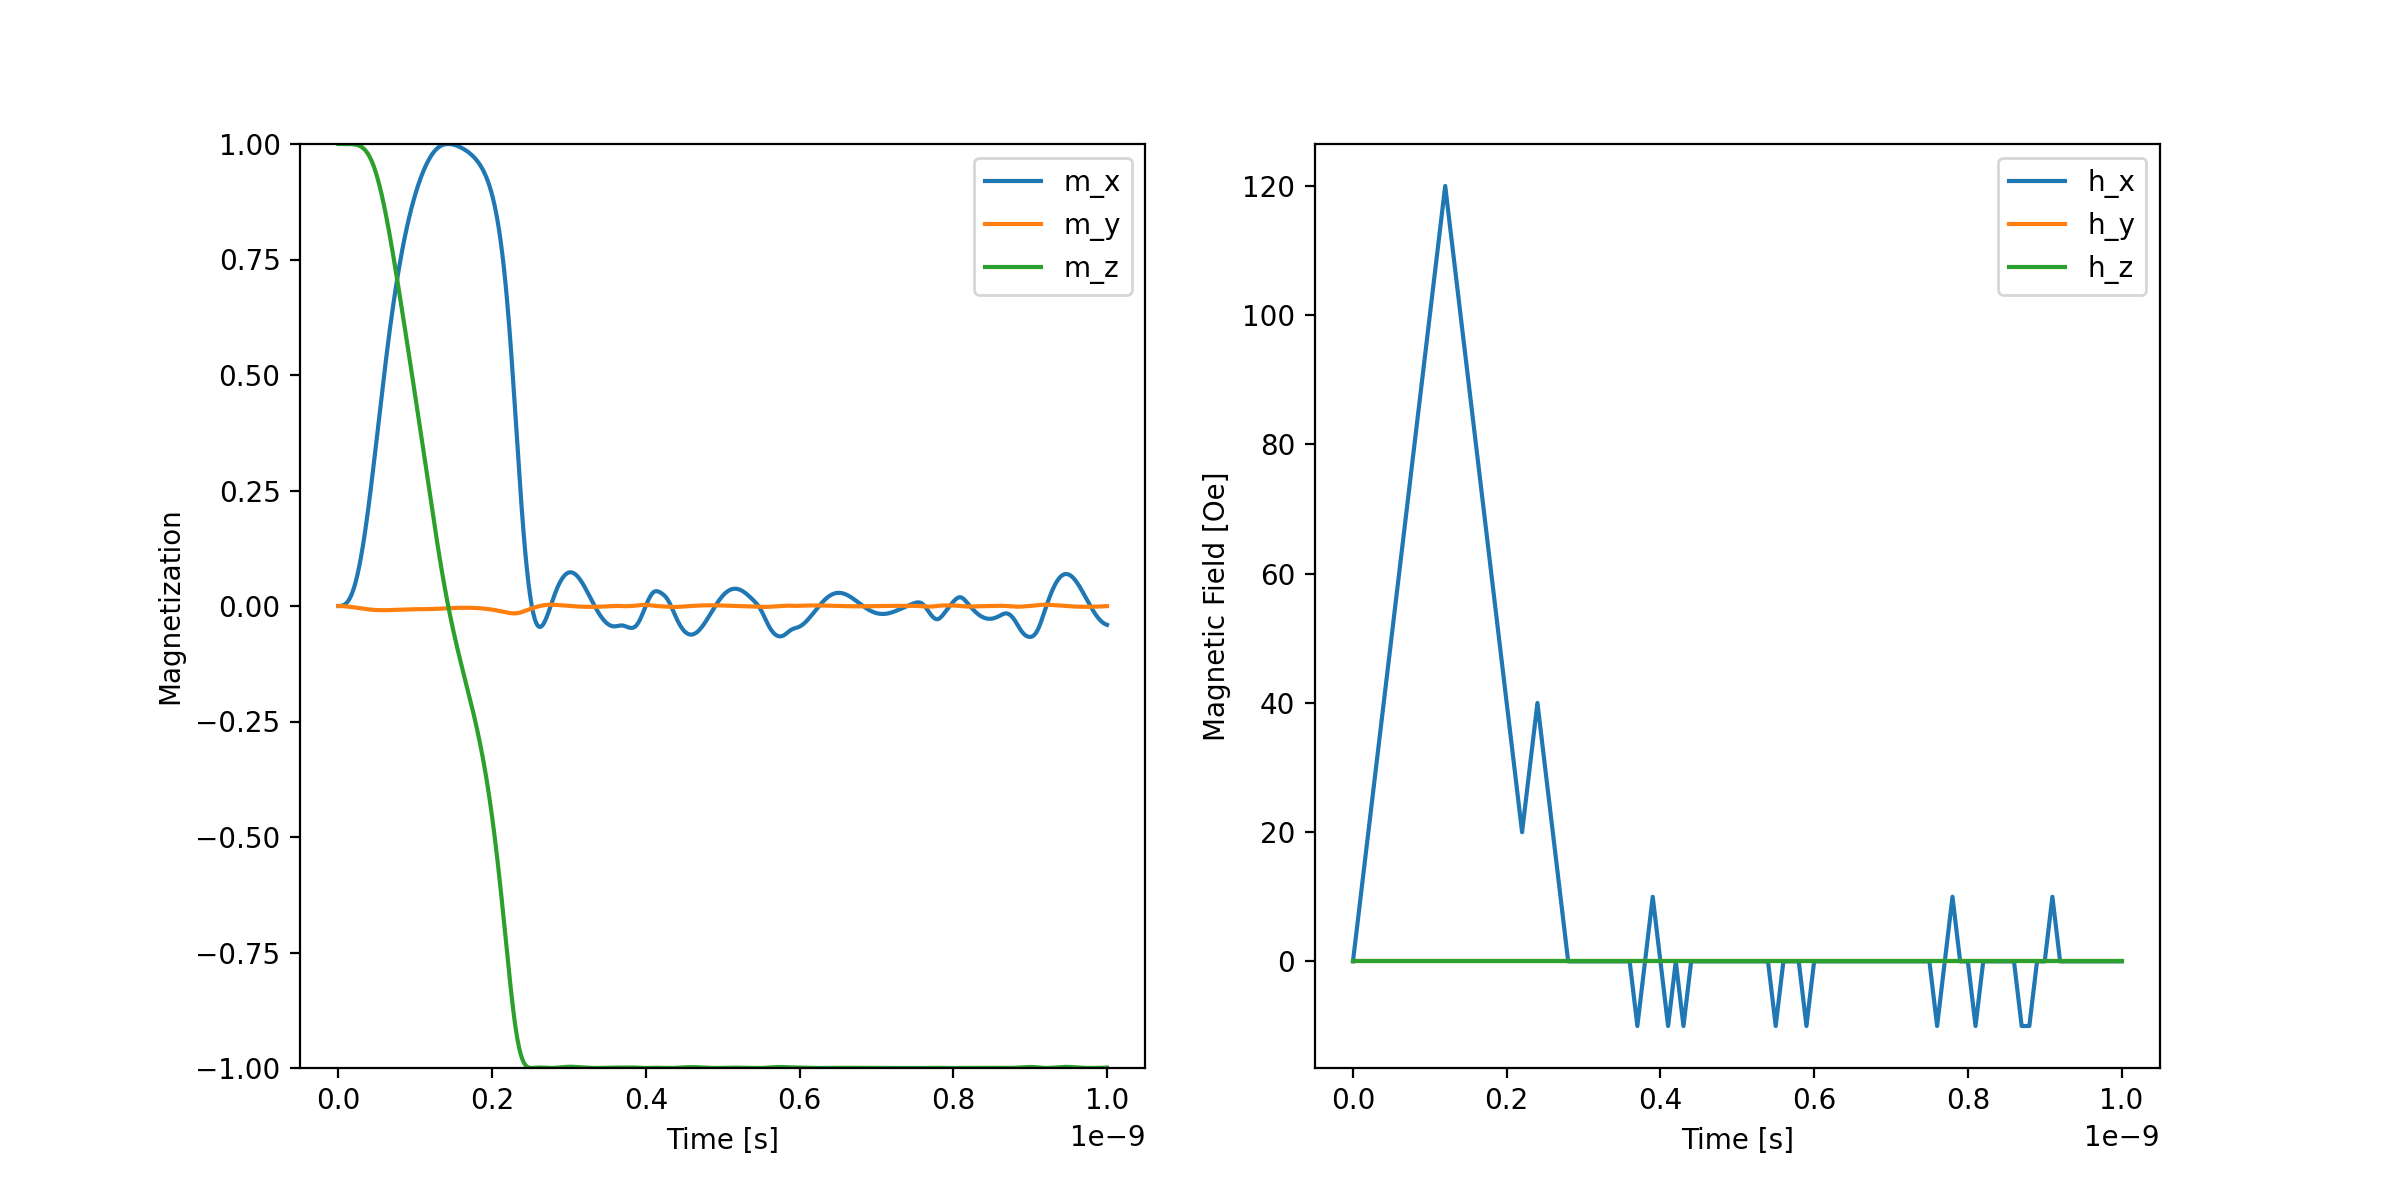 1.00
0.75
0.50
0.25
0.00
−0.25
−0.50
−0.75
−1.00
Magnetization
0.0 0.2 0.4 0.6 0.8 1.0
Time [s]
1e−9
m_x
m_y
m_z
120
100
80
60
40
20
0
Magnetic Field [Oe]
0.0 0.2 0.4 0.6 0.8 1.0
Time [s]
1e−9
h_x
h_y
h_z